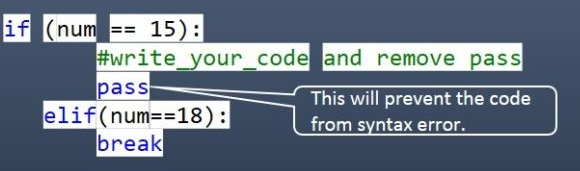 if (num == 15):
#write_your_code and remove pass
pass
This will prevent the code
from syntax error.
elif(num==18):
break